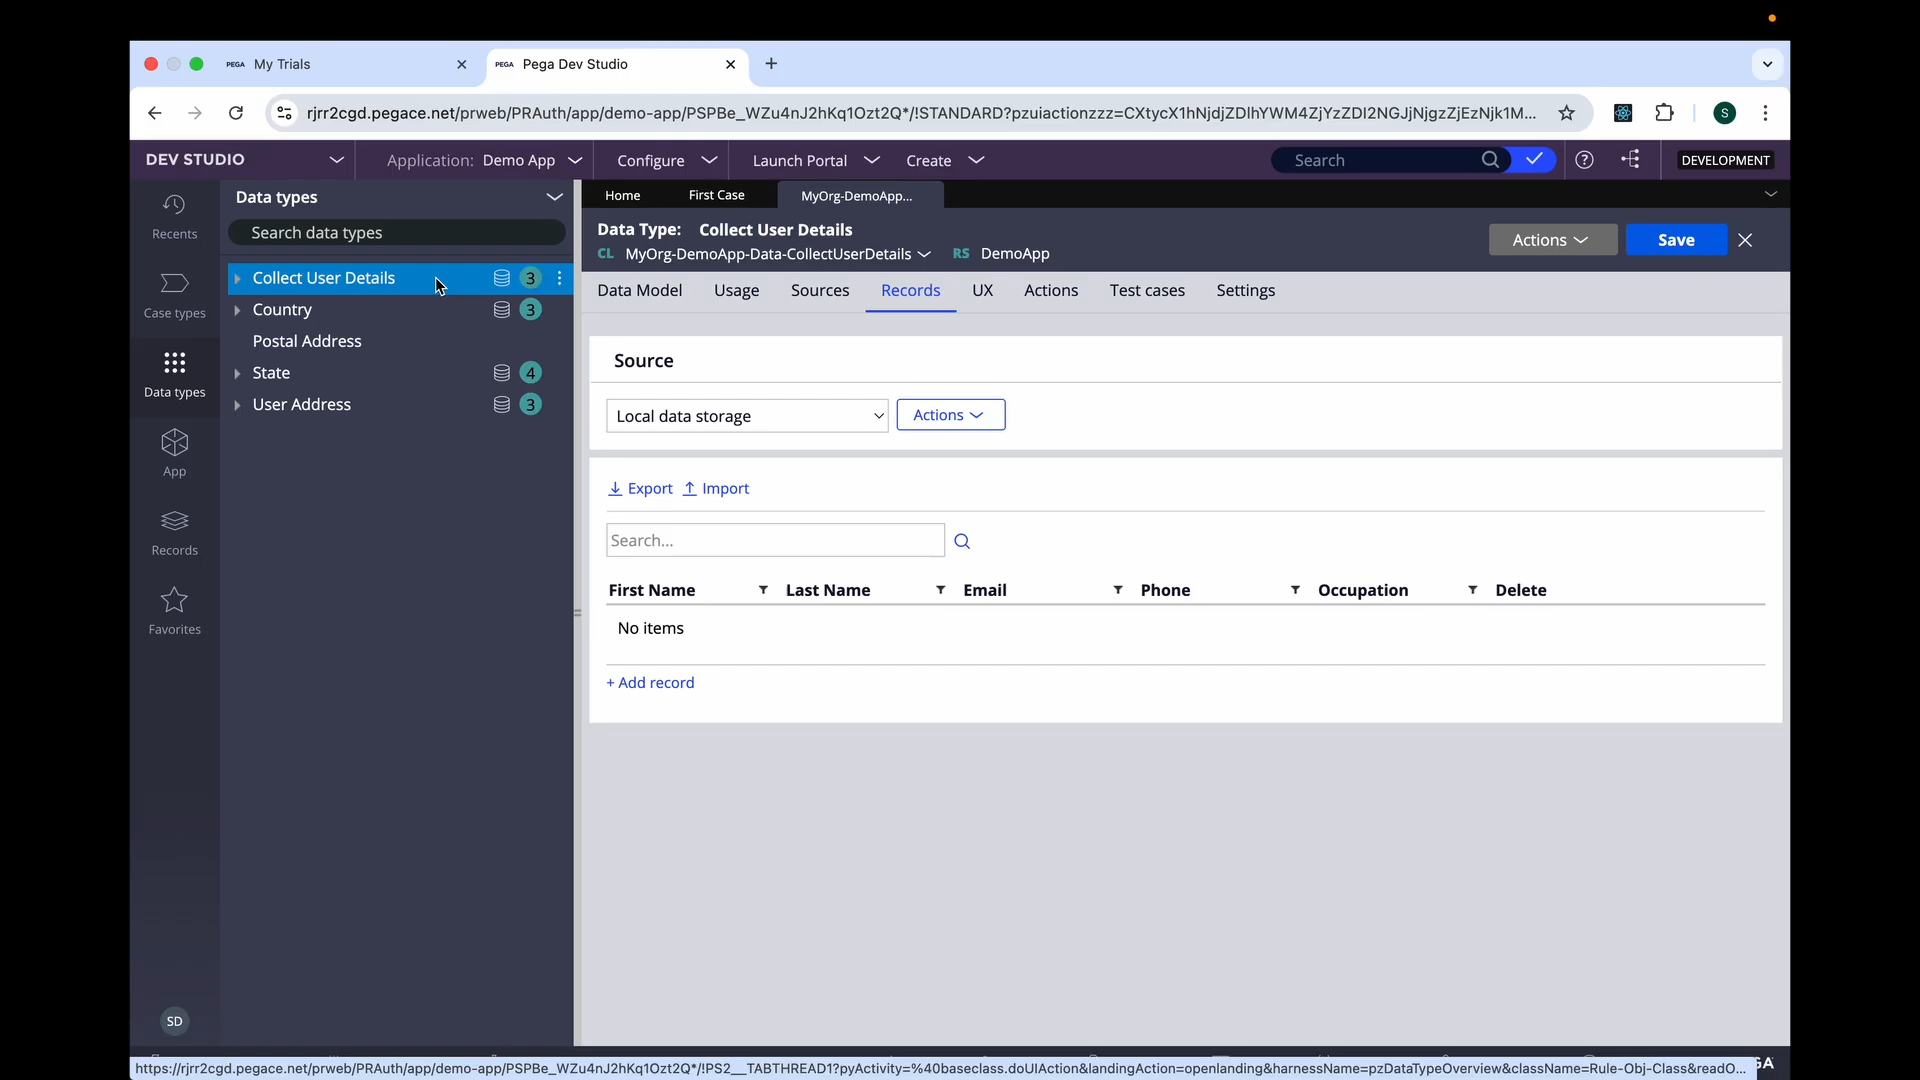 PEGA My Trials
PEGA Pega Dev Studio
rjrr2cgd.pegace.net/prweb/PRAuth/app/demo-app/PSPBe_WZu4nJ2hKq1Ozt2Q*/!STANDARD?pzuiactionzzz=CXtycX1hNjdjZDlhYWM4ZjYzZDI2NGJjNjgzZjEzNjk1M...
S
DEV STUDIO
Application: Demo App
Configure
Launch Portal
Create
Search
DEVELOPMENT
Recents
Case types
Data types
App
Records
Favorites
SD
Data types
Search data types
Collect User Details 3
Country 3
Postal Address
State 4
User Address 3
Home
First Case
MyOrg-DemoApp...
Data Type: Collect User Details
CL MyOrg-DemoApp-Data-CollectUserDetails RS DemoApp
Actions
Save
Data Model Usage Sources Records UX Actions Test cases Settings
Source
Local data storage
Actions
Export Import
Search...
First Name Last Name Email Phone Occupation Delete
No items
+ Add record
https://rjrr2cgd.pegace.net/prweb/PRAuth/app/demo-app/PSPBe_WZu4nJ2hKq1Ozt2Q*/!PS2__TABTHREAD1?pyActivity=%40baseclass.doUIAction&landingAction=openlanding&harnessName=pzDataTypeOverview&className=Rule-Obj-Class&readO...
GA